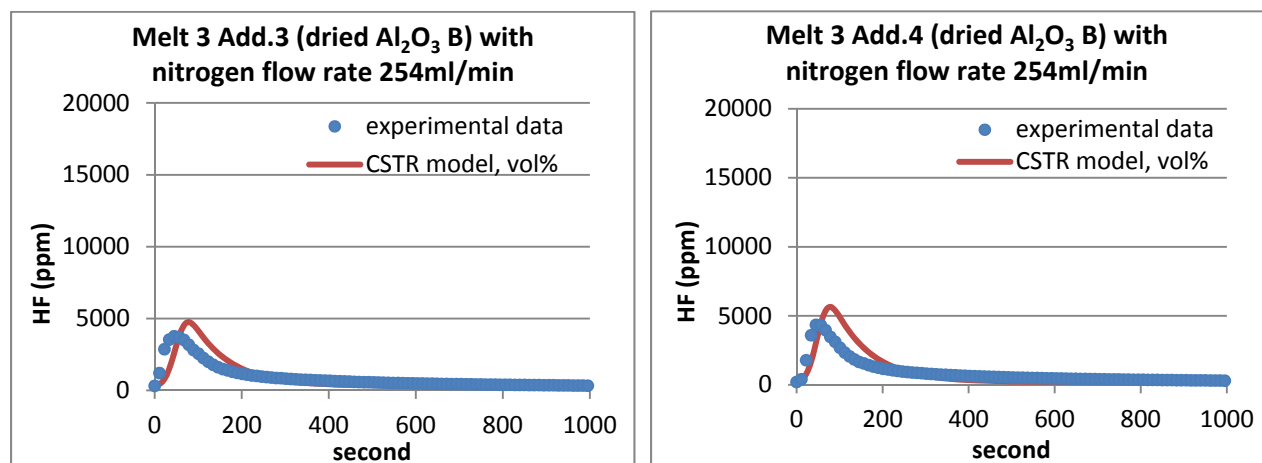 Melt 3 Add.3 (dried Al₂O₃ B) with
nitrogen flow rate 254ml/min
20000
15000
10000
5000
0
HF (ppm)
experimental data
CSTR model, vol%
0 200 400 600 800 1000
second
Melt 3 Add.4 (dried Al₂O₃ B) with
nitrogen flow rate 254ml/min
20000
15000
10000
5000
0
HF (ppm)
experimental data
CSTR model, vol%
0 200 400 600 800 1000
second